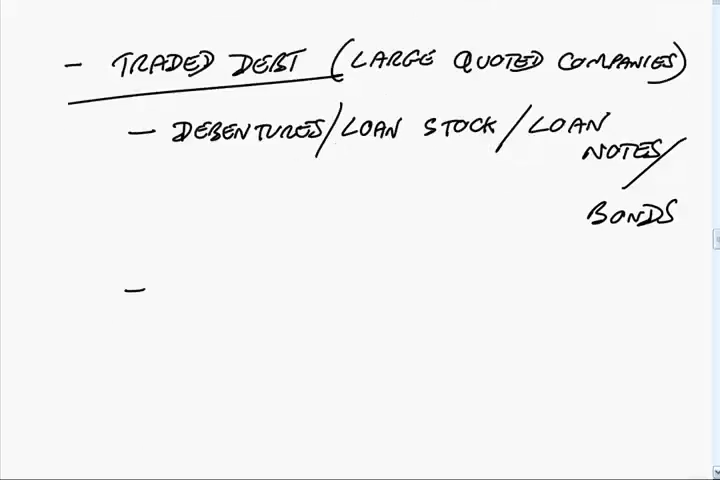 - TRADED DEBT (LARGE QUOTED COMPANIES)
- DEBENTURES/LOAN STOCK/LOAN
NOTES/
BONDS
-